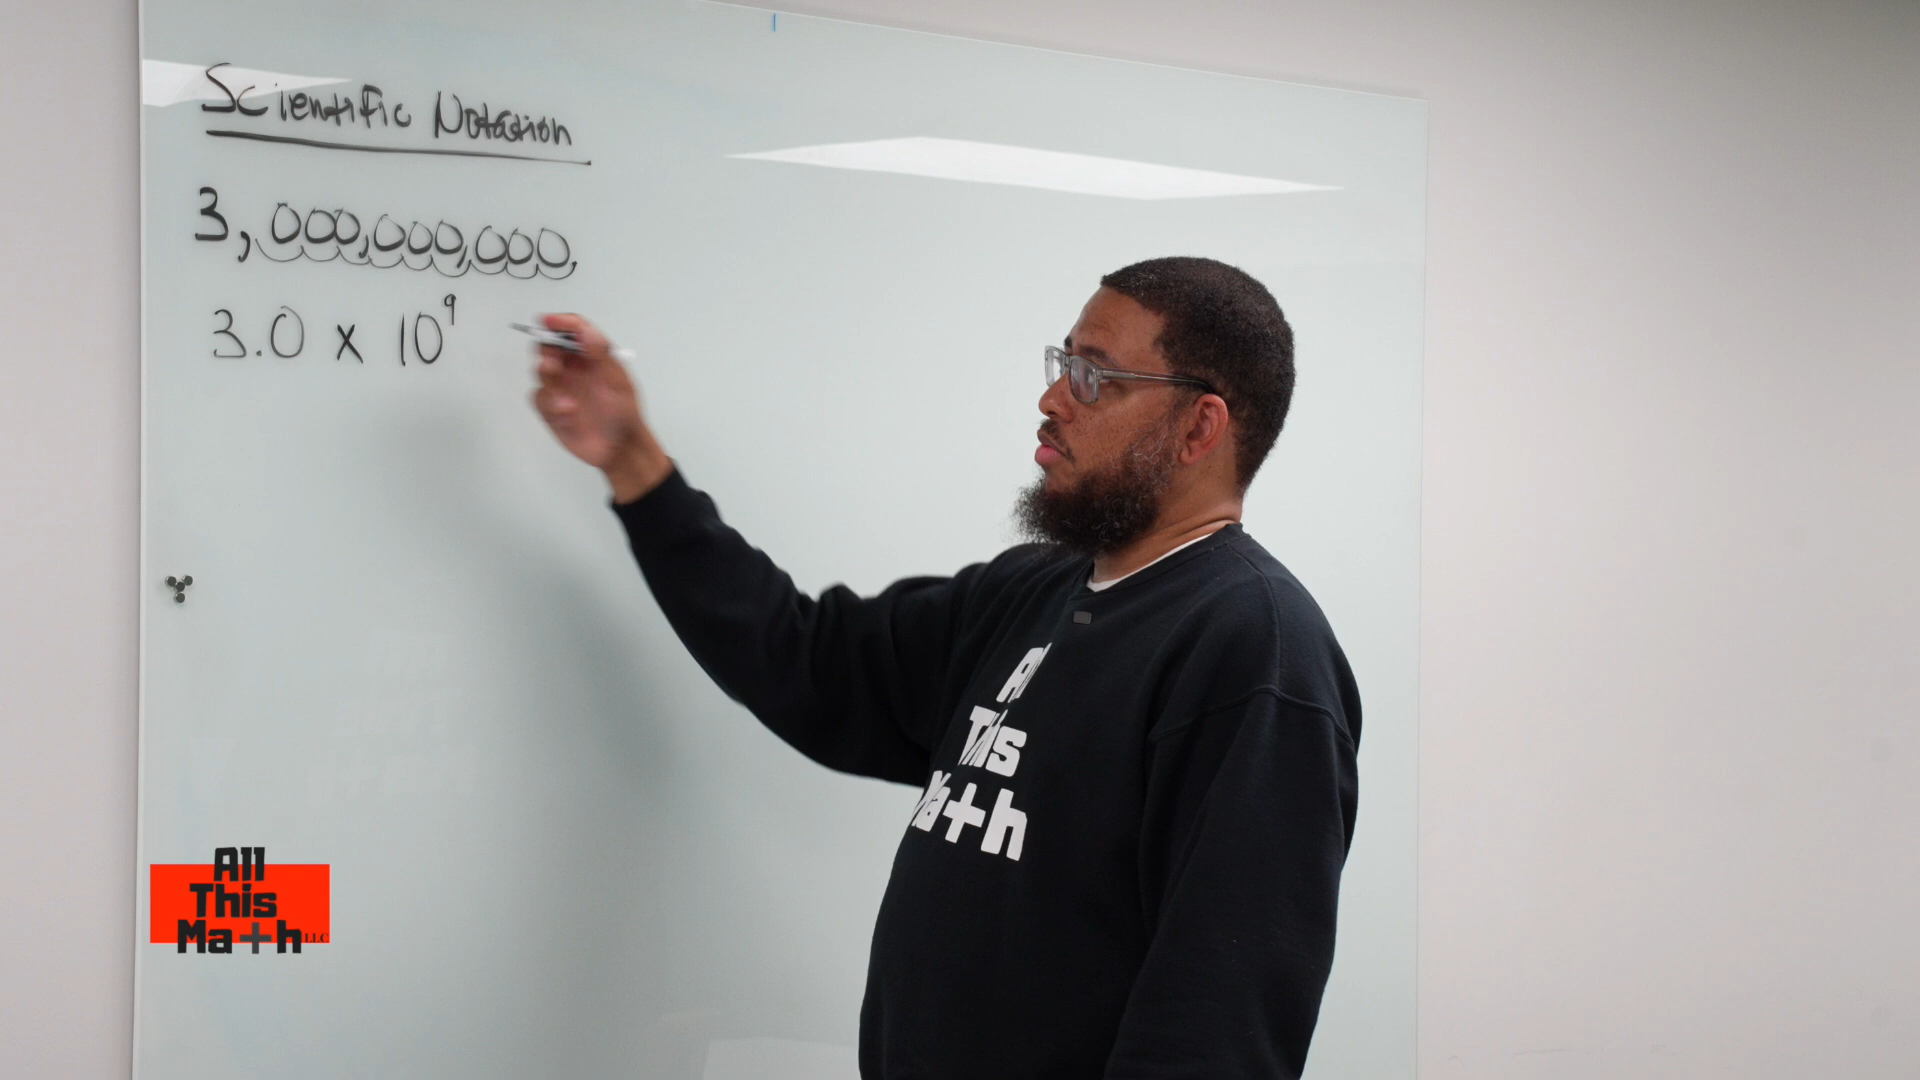 Scientific Notation
3,000,000,000.
3.0 x 10⁹
All
This
Math
All
This
Math LLC